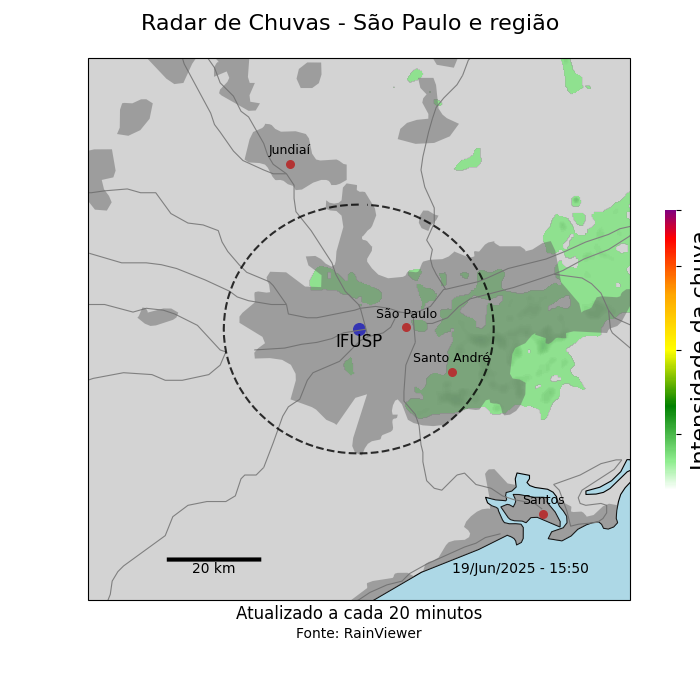 Radar de Chuvas - São Paulo e região
Jundiaí
São Paulo
IFUSP
Santo André
Santos
20 km
19/Jun/2025 - 15:50
Intensidade da chuva
Atualizado a cada 20 minutos
Fonte: RainViewer